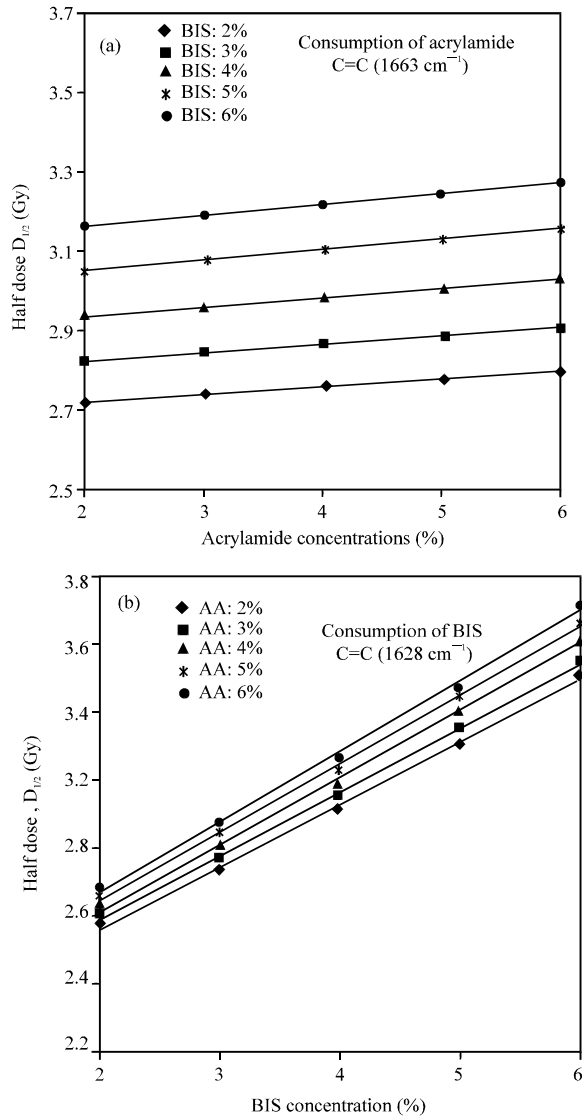 3.7
(a)
BIS: 2%
BIS: 3%
BIS: 4%
BIS: 5%
BIS: 6%
Consumption of acrylamide
C=C (1663 cm⁻¹)
3.5
3.3
3.1
2.9
2.7
2.5
Half dose D1/2 (Gy)
2 3 4 5 6
Acrylamide concentrations (%)
3.8
(b)
AA: 2%
AA: 3%
AA: 4%
AA: 5%
AA: 6%
Consumption of BIS
C=C (1628 cm⁻¹)
3.6
3.4
3.2
2.8
2.6
2.4
2.2
Half dose , D1/2 (Gy)
2 3 4 5 6
BIS concentration (%)